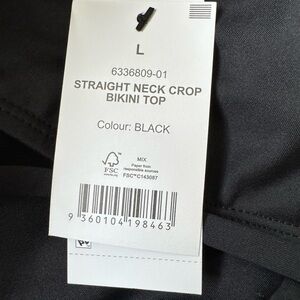 L
6336809-01
STRAIGHT NECK CROP
BIKINI TOP
Colour: BLACK
FSC
MIX
Paper from
responsible sources
FSC™ C143087
9 360104 198463